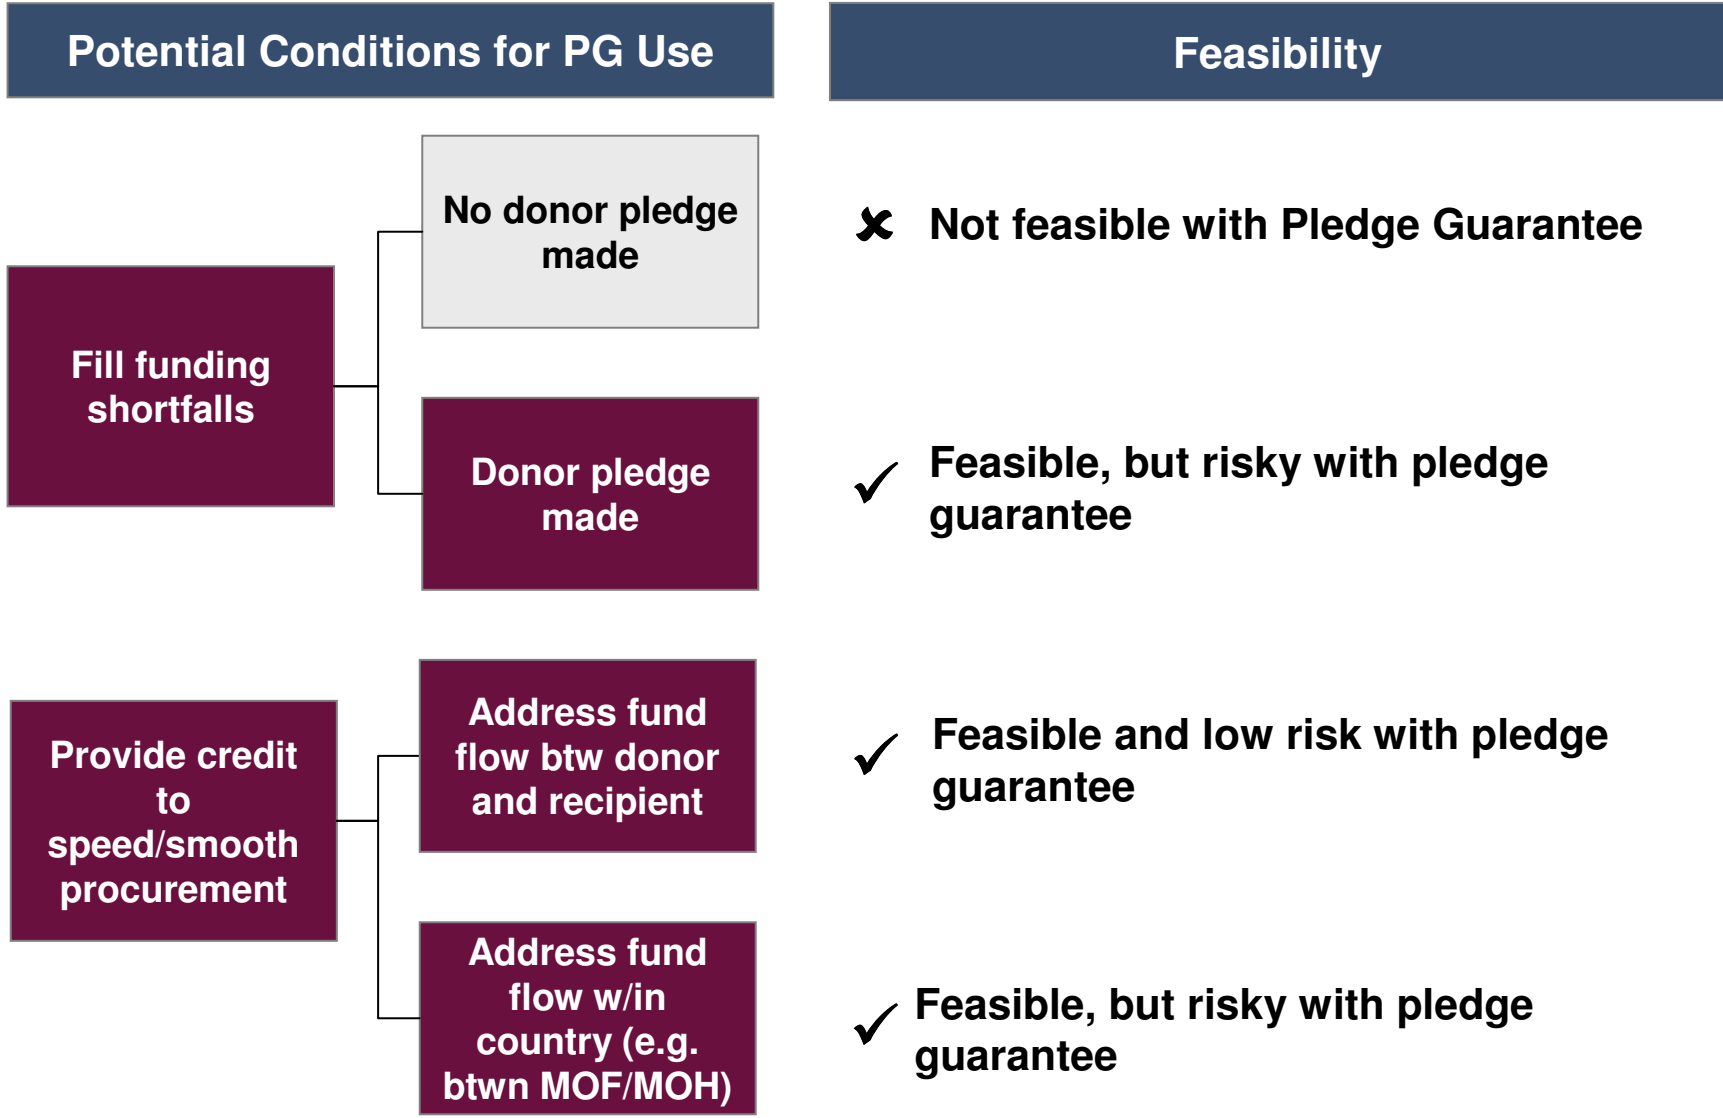 Potential Conditions for PG Use
Feasibility
No donor pledge
made
✘ Not feasible with Pledge Guarantee
Fill funding
shortfalls
Donor pledge
made
✓ Feasible, but risky with pledge
guarantee
Provide credit
to
speed/smooth
procurement
Address fund
flow btw donor
and recipient
✓ Feasible and low risk with pledge
guarantee
Address fund
flow w/in
country (e.g.
btwn MOF/MOH)
✓ Feasible, but risky with pledge
guarantee